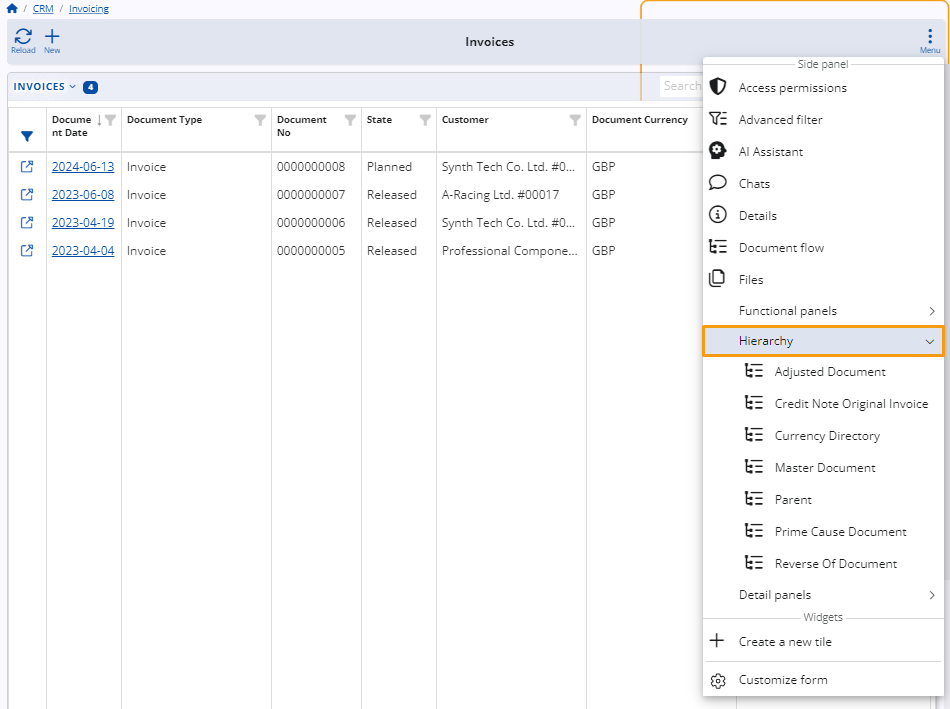 / CRM / Invoicing
Reload New Invoices Menu
INVOICES 4 Search
Docume
nt Date Document Type Document
No State Customer Document Currency
2024-06-13 Invoice 0000000008 Planned Synth Tech Co. Ltd. #0... GBP
2023-06-08 Invoice 0000000007 Released A-Racing Ltd. #00017 GBP
2023-04-19 Invoice 0000000006 Released Synth Tech Co. Ltd. #0... GBP
2023-04-04 Invoice 0000000005 Released Professional Compone... GBP
Side panel
Access permissions
Advanced filter
AI Assistant
Chats
Details
Document flow
Files
Functional panels
Hierarchy
Adjusted Document
Credit Note Original Invoice
Currency Directory
Master Document
Parent
Prime Cause Document
Reverse Of Document
Detail panels
Widgets
Create a new tile
Customize form